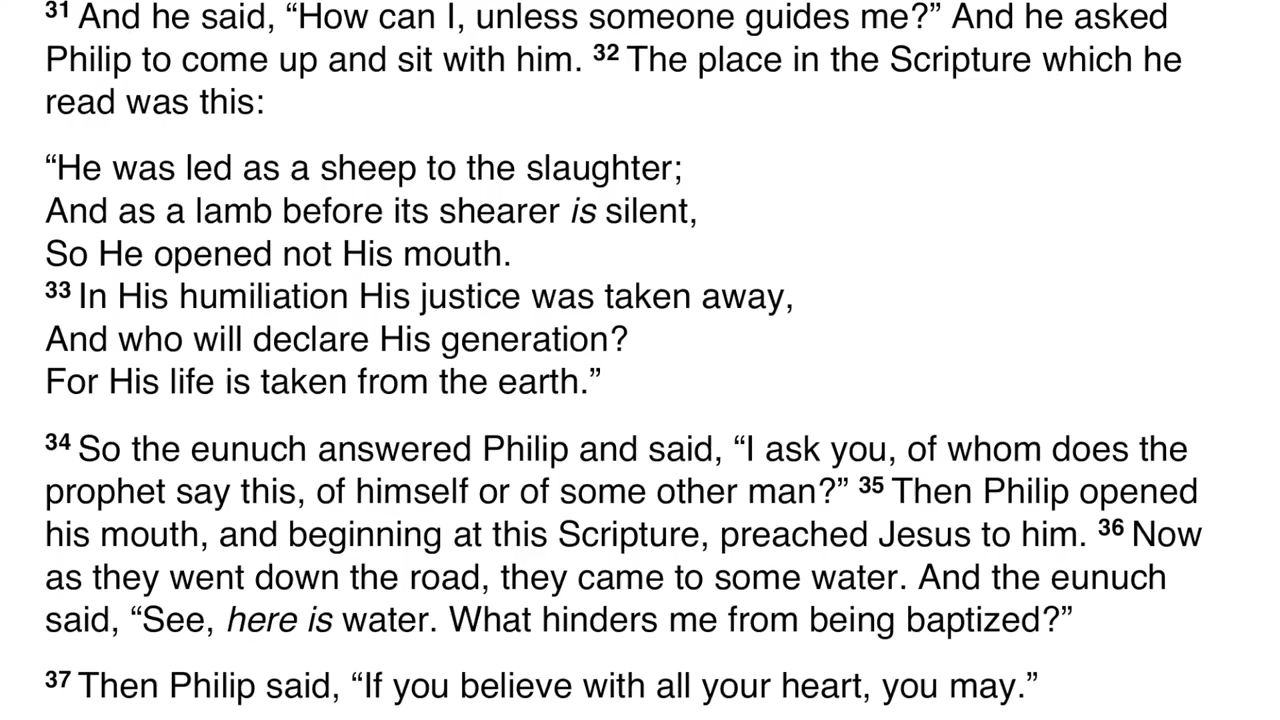 31 And he said, “How can I, unless someone guides me?” And he asked
Philip to come up and sit with him. 32 The place in the Scripture which he
read was this:
“He was led as a sheep to the slaughter;
And as a lamb before its shearer is silent,
So He opened not His mouth.
33 In His humiliation His justice was taken away,
And who will declare His generation?
For His life is taken from the earth.”
34 So the eunuch answered Philip and said, “I ask you, of whom does the
prophet say this, of himself or of some other man?” 35 Then Philip opened
his mouth, and beginning at this Scripture, preached Jesus to him. 36 Now
as they went down the road, they came to some water. And the eunuch
said, “See, here is water. What hinders me from being baptized?”
37 Then Philip said, “If you believe with all your heart, you may.”